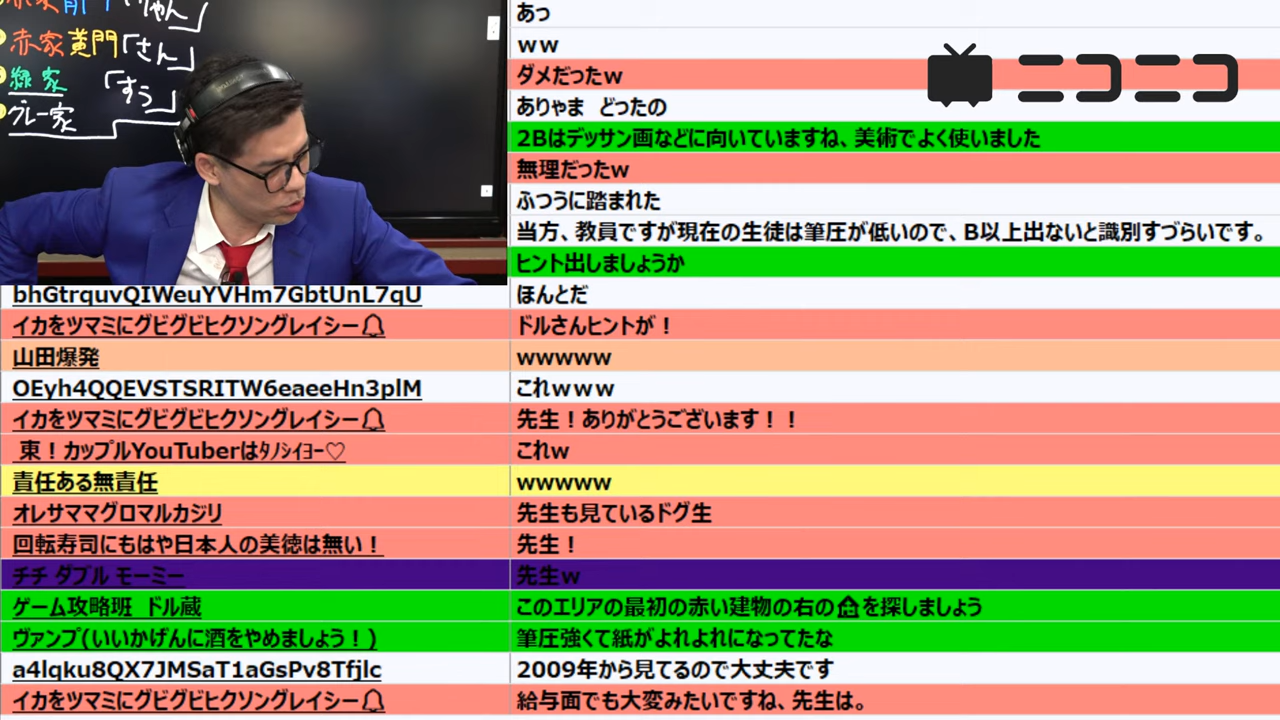 赤家黄門「さん」
緑家「すう」
グレー家
ニコニコ
あっ
ｗｗ
ダメだったｗ
ありゃま　どったの
2Bはデッサン画などに向いていますね、美術でよく使いました
無理だったｗ
ふつうに踏まれた
当方、教員ですが現在の生徒は筆圧が低いので、B以上出ないと識別すづらいです。
ヒント出しましょうか
bhGtrquvQIWeuYVHm7GbtUnL7qU ほんとだ
イカをツマミにグビグビヒクソングレイシー ドルさんヒントが！
山田爆発 wwwww
OEyh4QQEVSTSRITW6eaeeHn3plM これｗｗｗ
イカをツマミにグビグビヒクソングレイシー 先生！ありがとうございます！！
東！カップルYouTuberはﾀﾉｼｲﾖｰ♡ これw
責任ある無責任 wwwww
オレサママグロマルカジリ 先生も見ているドグ生
回転寿司にもはや日本人の美徳は無い！ 先生！
チチ ダブル モーミー 先生ｗ
ゲーム攻略班　ドル蔵 このエリアの最初の赤い建物の右の🏠を探しましょう
ヴァンプ(いいかげんに酒をやめましょう！) 筆圧強くて紙がよれよれになってたな
a4lqku8QX7JMSaT1aGsPv8Tfjlc 2009年から見てるので大丈夫です
イカをツマミにグビグビヒクソングレイシー 給与面でも大変みたいですね、先生は。